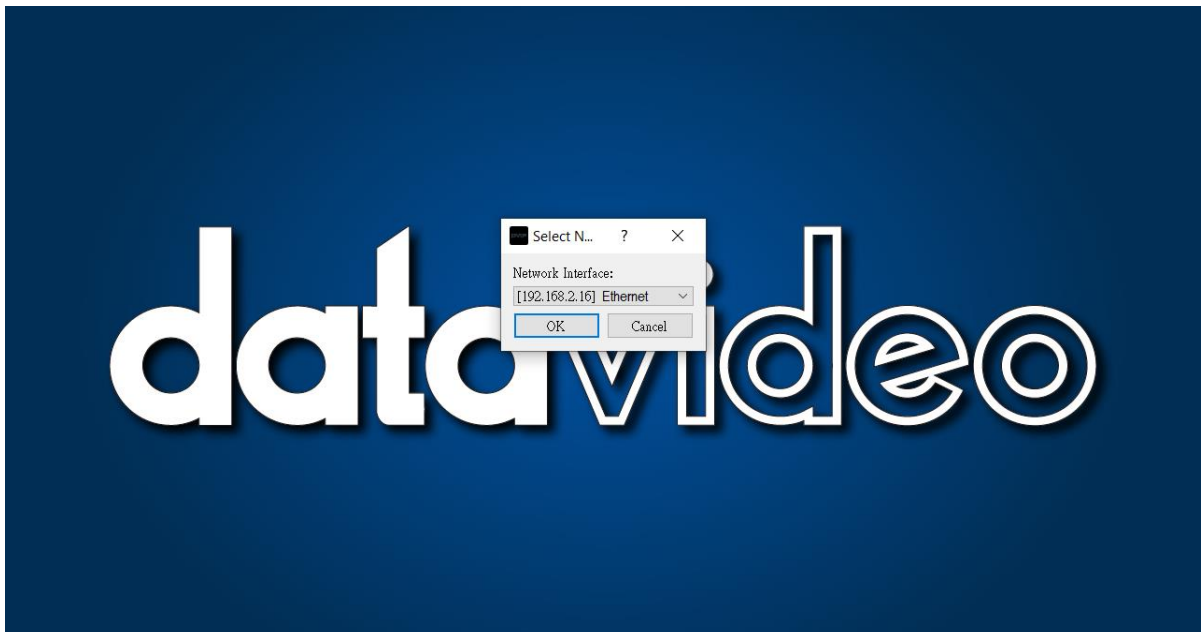 datavideo
Select N... ?
Network Interface:
[192.168.2.16] Ethernet
OK Cancel